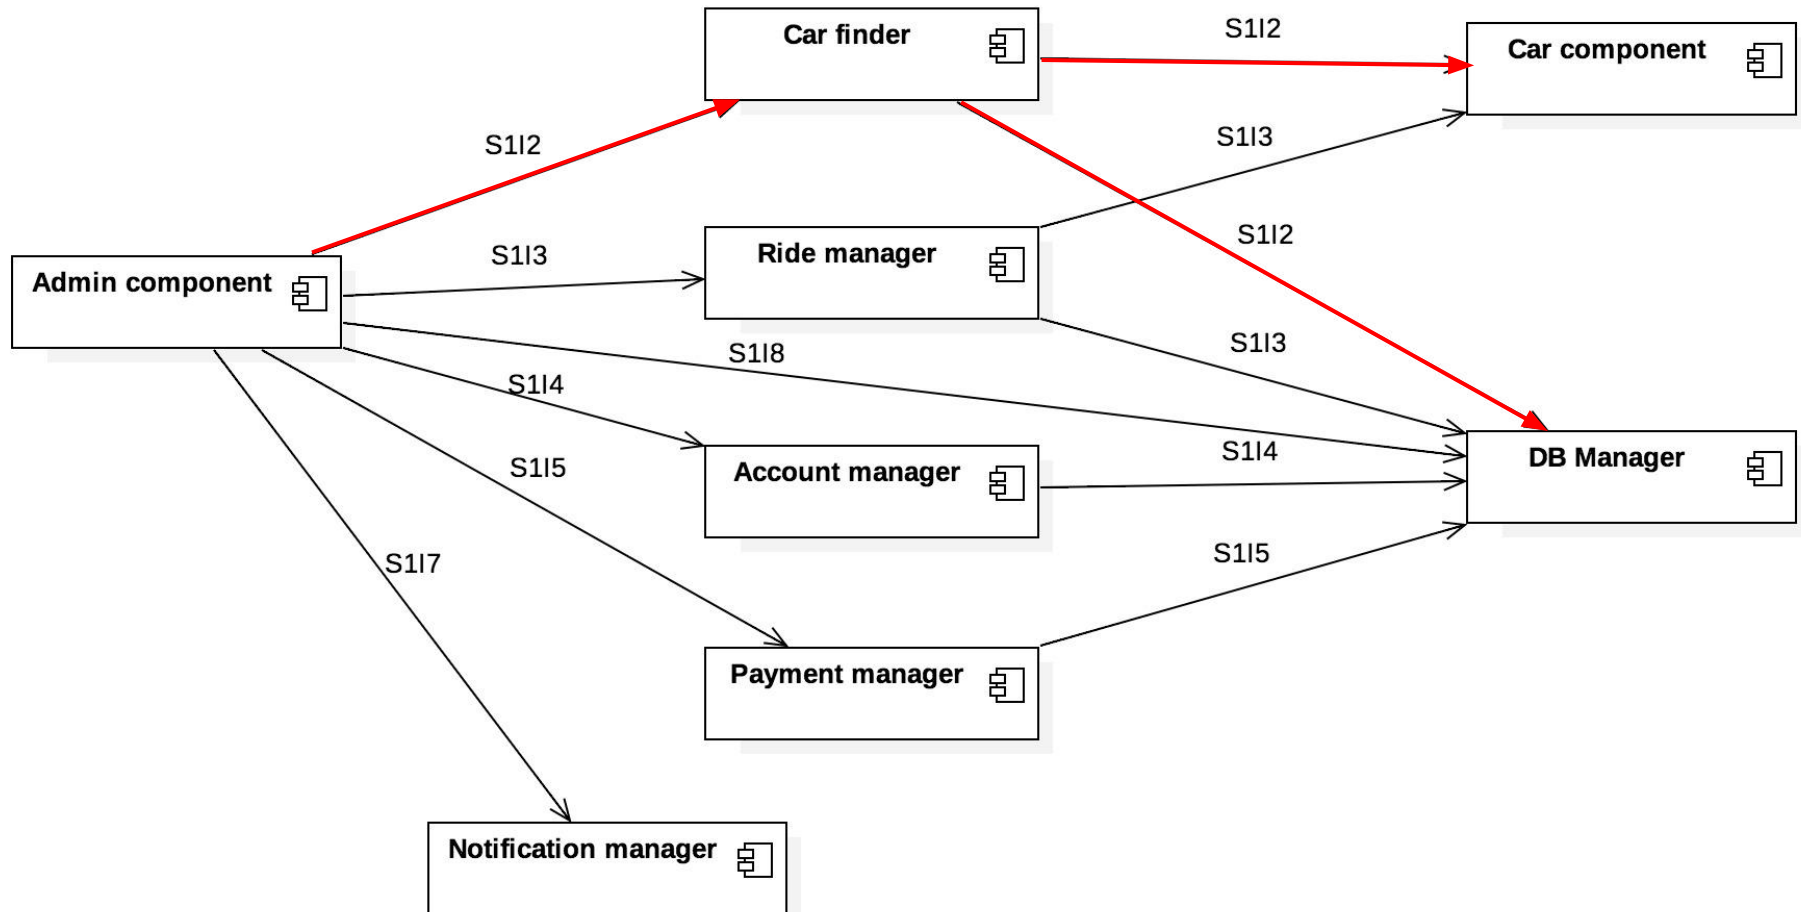 Car finder
S1I2
Car component
S1I2
S1I3
Ride manager
S1I2
S1I3
Admin component
S1I3
S1I8
S1I4
S1I4
Account manager
DB Manager
S1I5
S1I5
S1I7
Payment manager
Notification manager